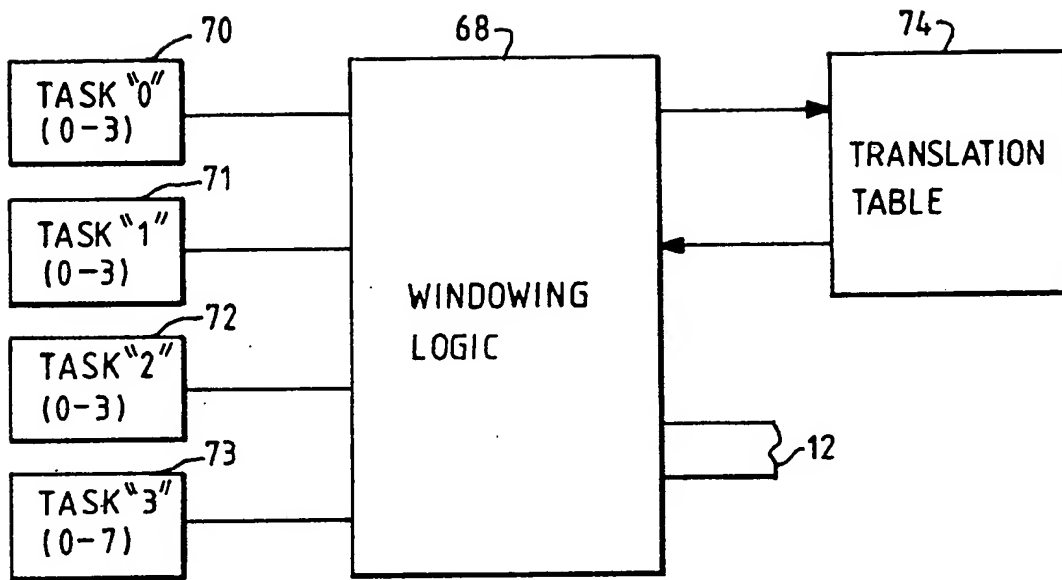 70
TASK "0"
(0-3)
71
TASK "1"
(0-3)
72
TASK "2"
(0-3)
73
TASK "3"
(0-7)
68
WINDOWING
LOGIC
74
TRANSLATION
TABLE
12